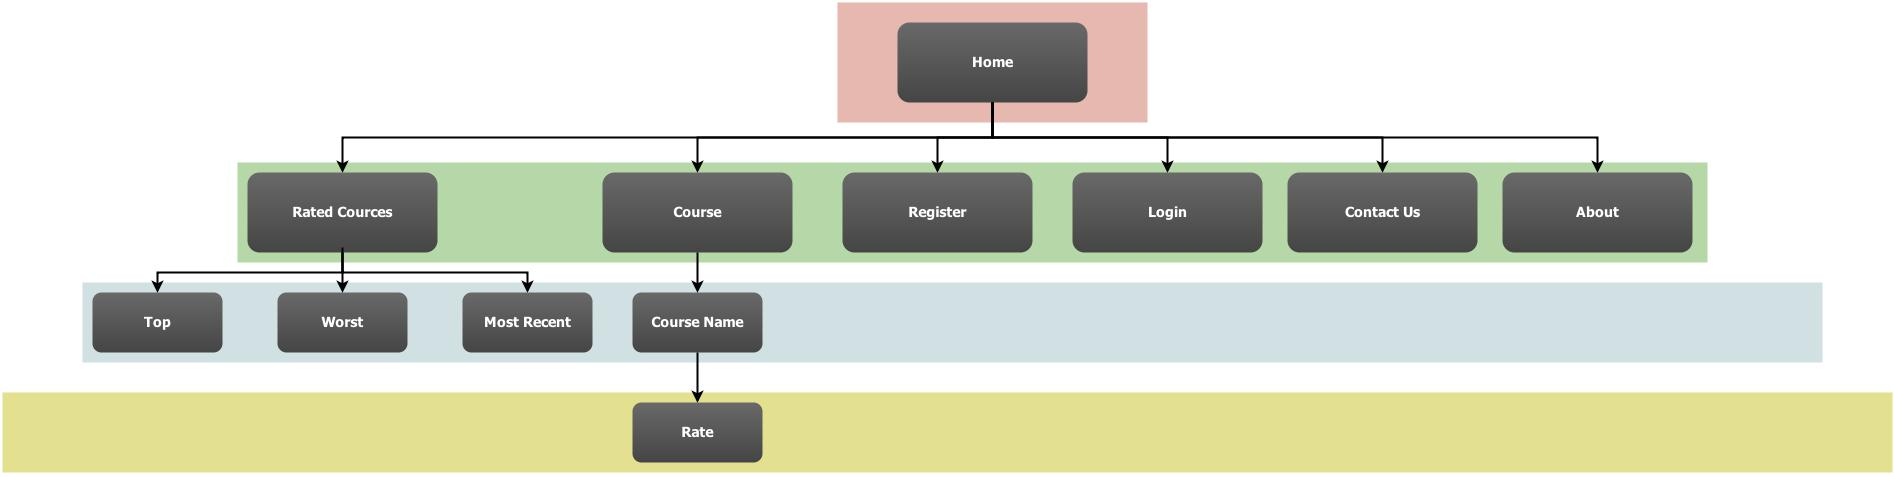 Home
Rated Cources
Course
Register
Login
Contact Us
About
Top
Worst
Most Recent
Course Name
Rate